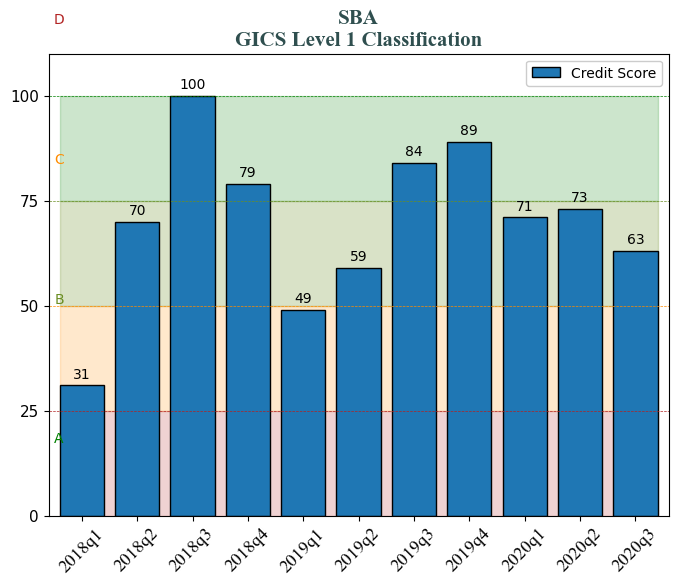 D
SBA
GICS Level 1 Classification
Credit Score
100
75
50
25
0
C
B
A
31
70
100
79
49
59
84
89
71
73
63
2018q1
2018q2
2018q3
2018q4
2019q1
2019q2
2019q3
2019q4
2020q1
2020q2
2020q3